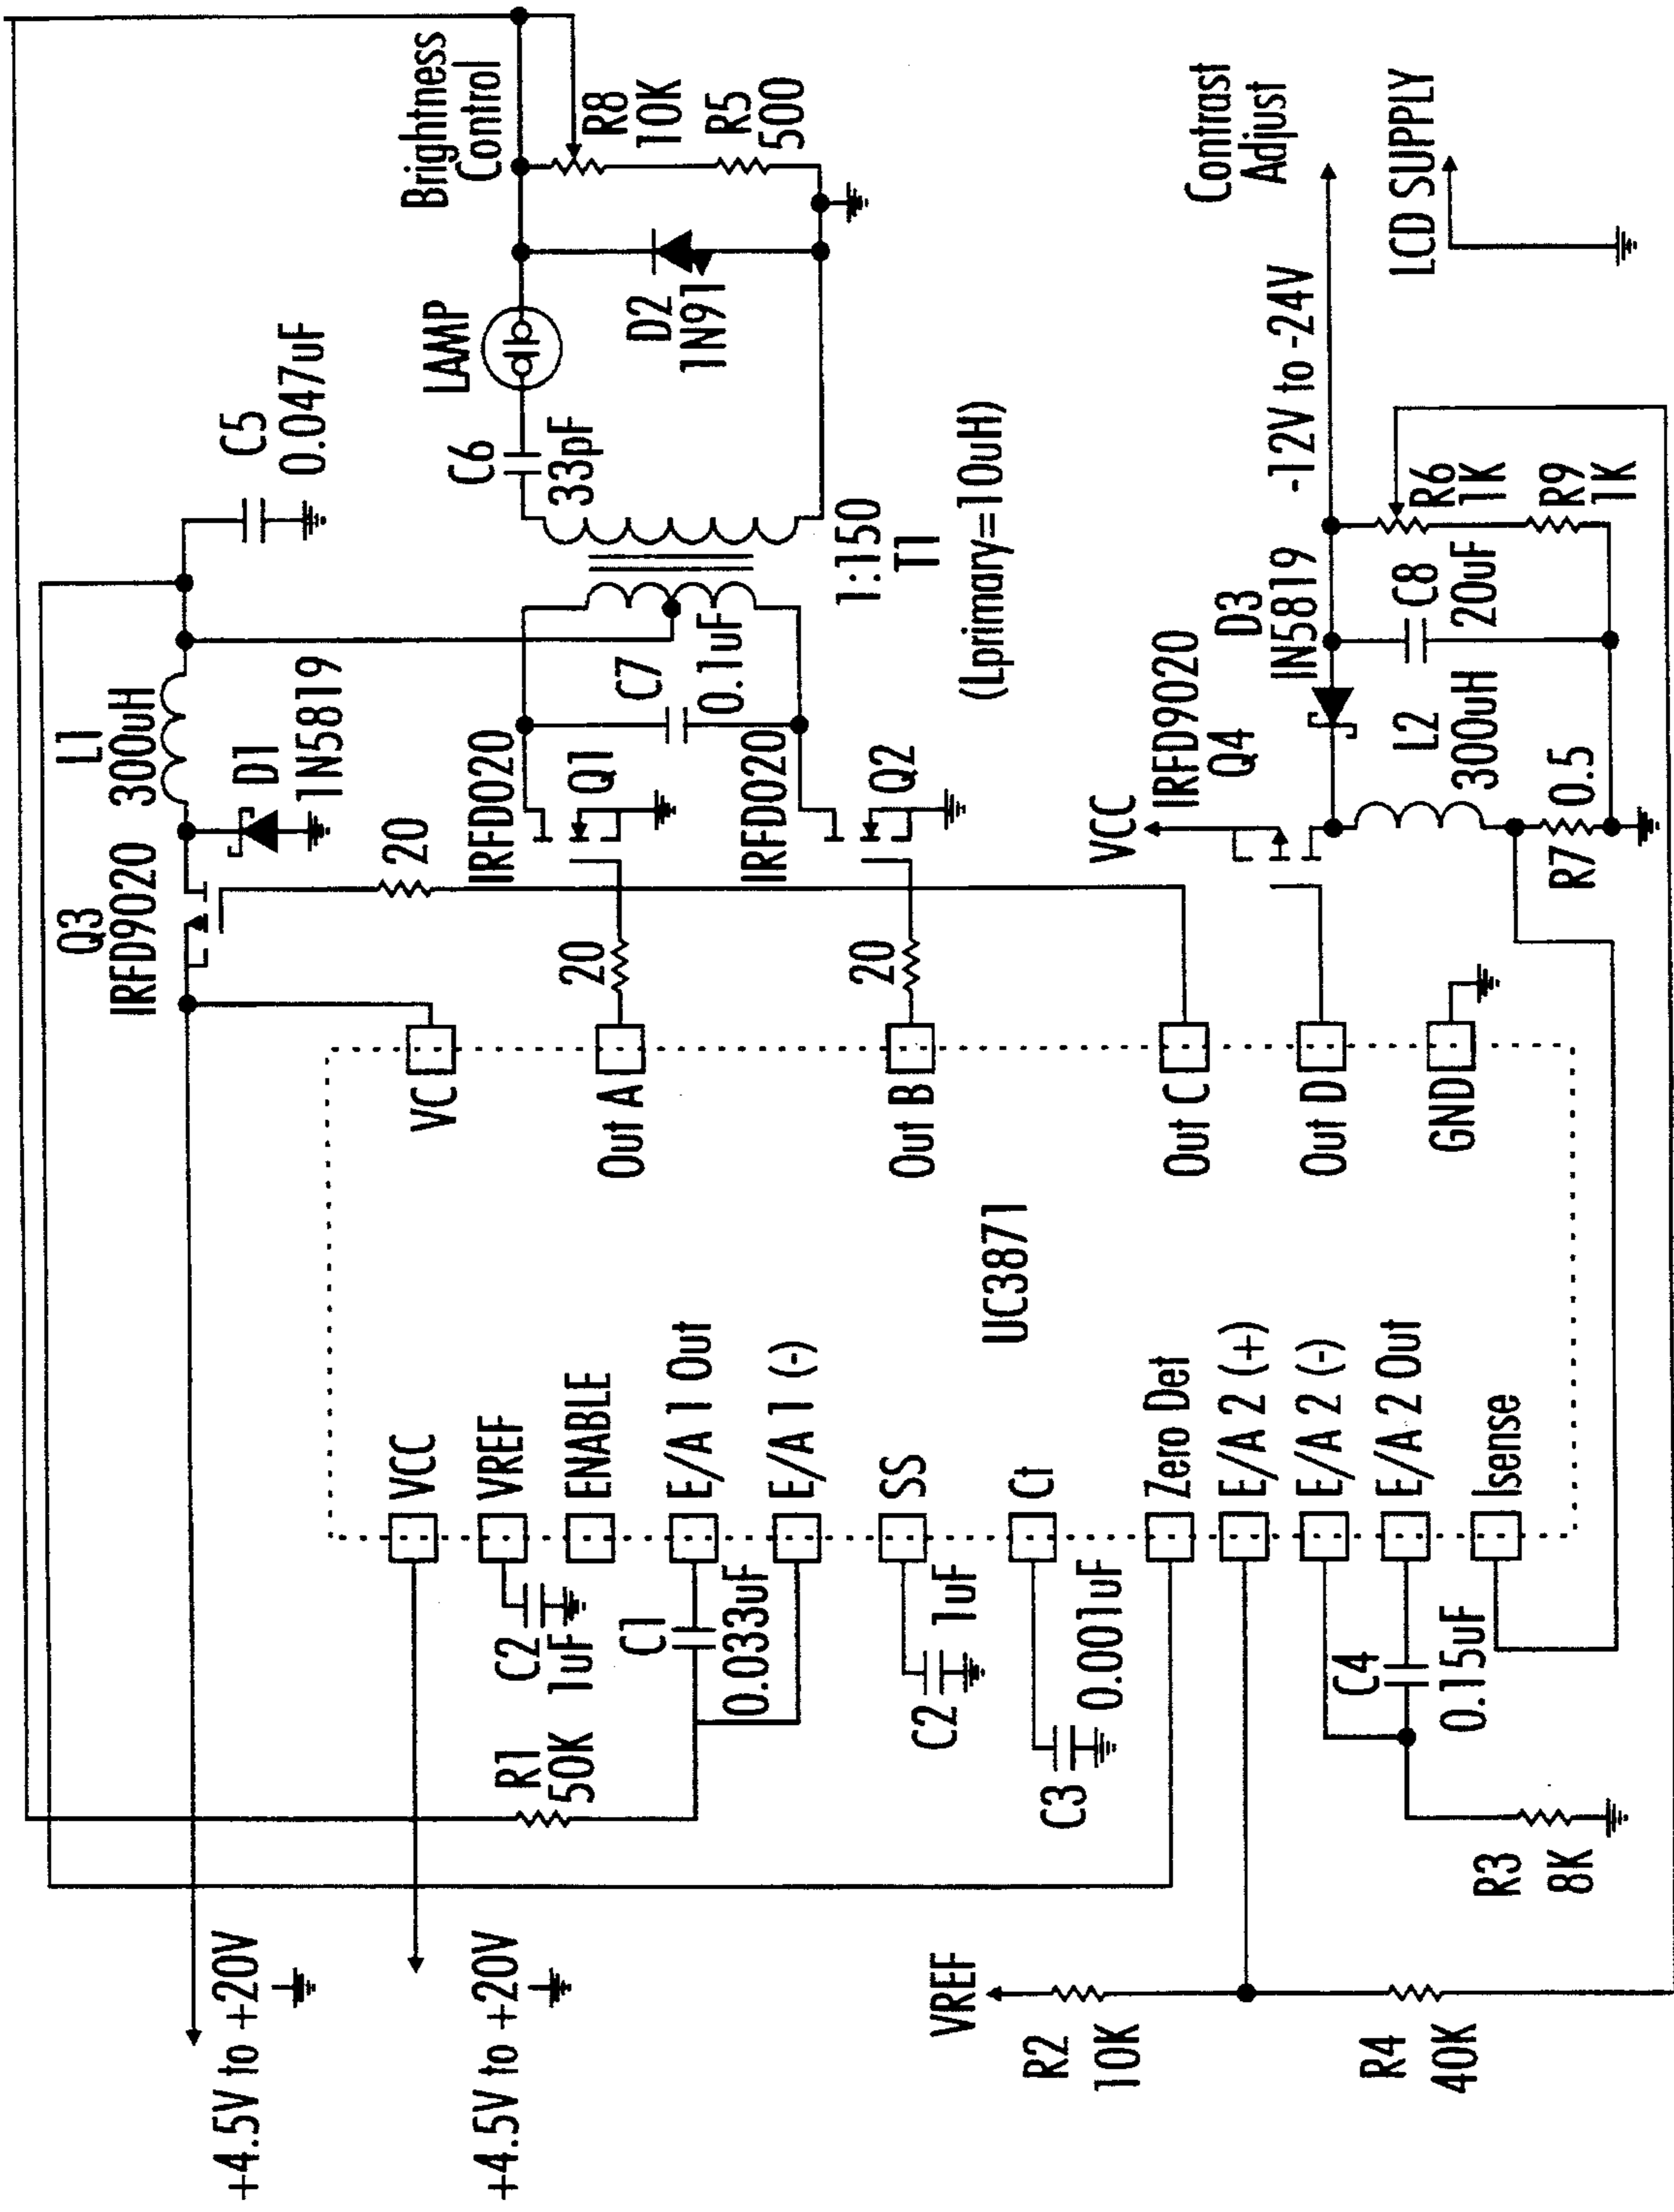 +4.5V to +20V
+4.5V to +20V
VREF
R2
10K
R4
40K
R1
50K
C2
1uF
C1
0.033uF
C2
1uF
C3
0.001uF
C4
0.15uF
R3
8K
VCC
VREF
ENABLE
E/A 1 Out
E/A 1 (-)
SS
Ct
Zero Det
E/A 2 (+)
E/A 2 (-)
E/A 2 Out
Isense
UC3871
VC
Out A
Out B
Out C
Out D
GND
Q3
IRFD9020
20
20
20
L1
300uH
D1
1N5819
IRFD020
Q1
IRFD020
Q2
C7
0.1uF
C5
0.047uF
1:150
T1
(Lprimary=10uH)
C6
33pF
LAMP
D2
1N91
Brightness
Control
R8
10K
R5
500
VCC
IRFD9020
Q4
D3
IN5819
L2
300uH
R7
0.5
C8
20uF
R6
1K
R9
1K
-12V to -24V
Contrast
Adjust
LCD SUPPLY